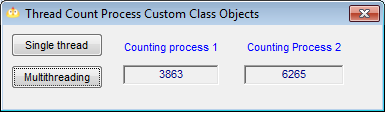 Thread Count Process Custom Class Objects
Single thread
Counting process 1
Counting Process 2
Multithreading
3863
6265